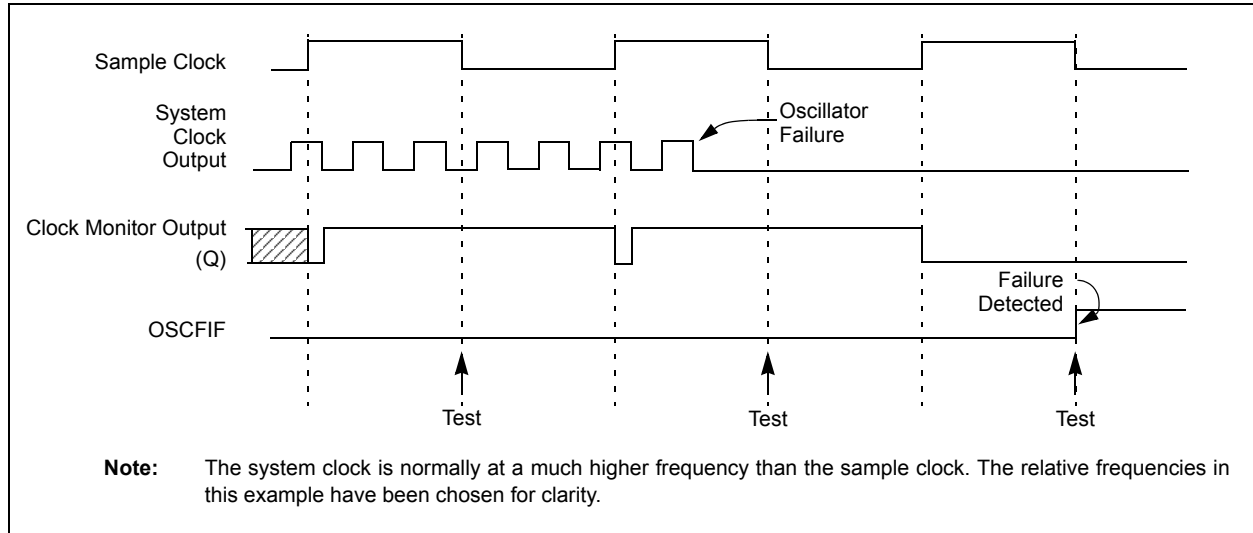 Sample Clock
System
Clock
Output
Oscillator
Failure
Clock Monitor Output
(Q)
Failure
Detected
OSCFIF
Test
Test
Test
Note: The system clock is normally at a much higher frequency than the sample clock. The relative frequencies in
this example have been chosen for clarity.